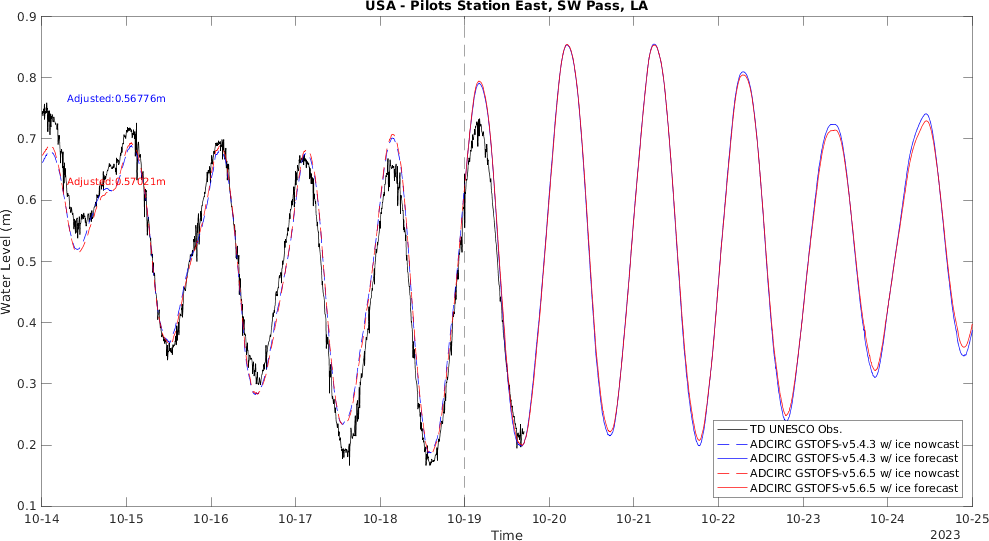 USA - Pilots Station East, SW Pass, LA
0.9
0.8
0.7
0.6
0.5
0.4
0.3
0.2
0.1
Water Level (m)
Adjusted:0.56776m
Adjusted:0.57021m
TD UNESCO Obs.
ADCIRC GSTOFS-v5.4.3 w/ ice nowcast
ADCIRC GSTOFS-v5.4.3 w/ ice forecast
ADCIRC GSTOFS-v5.6.5 w/ ice nowcast
ADCIRC GSTOFS-v5.6.5 w/ ice forecast
10-14 10-15 10-16 10-17 10-18 10-19 10-20 10-21 10-22 10-23 10-24 10-25
Time
2023